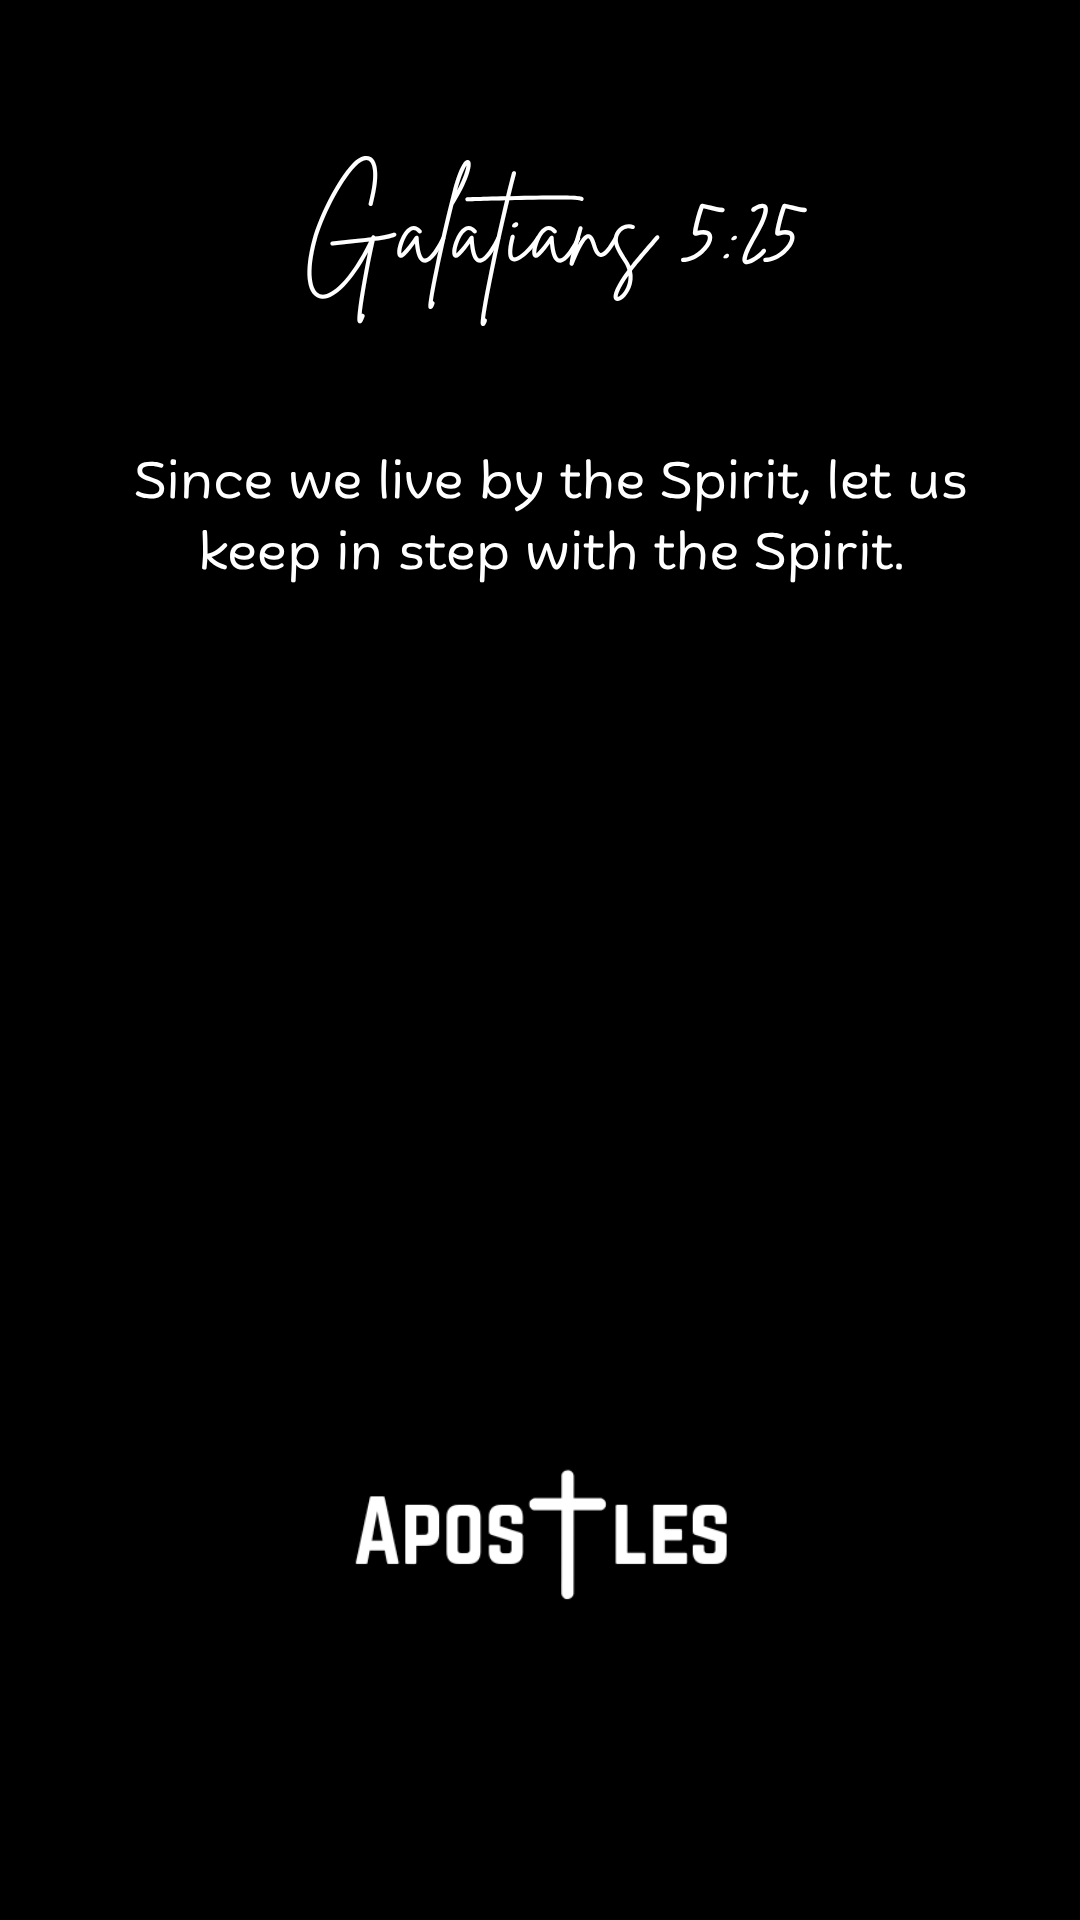 Galatians 5:25
Since we live by the Spirit, let us
keep in step with the Spirit.
APOSTLES